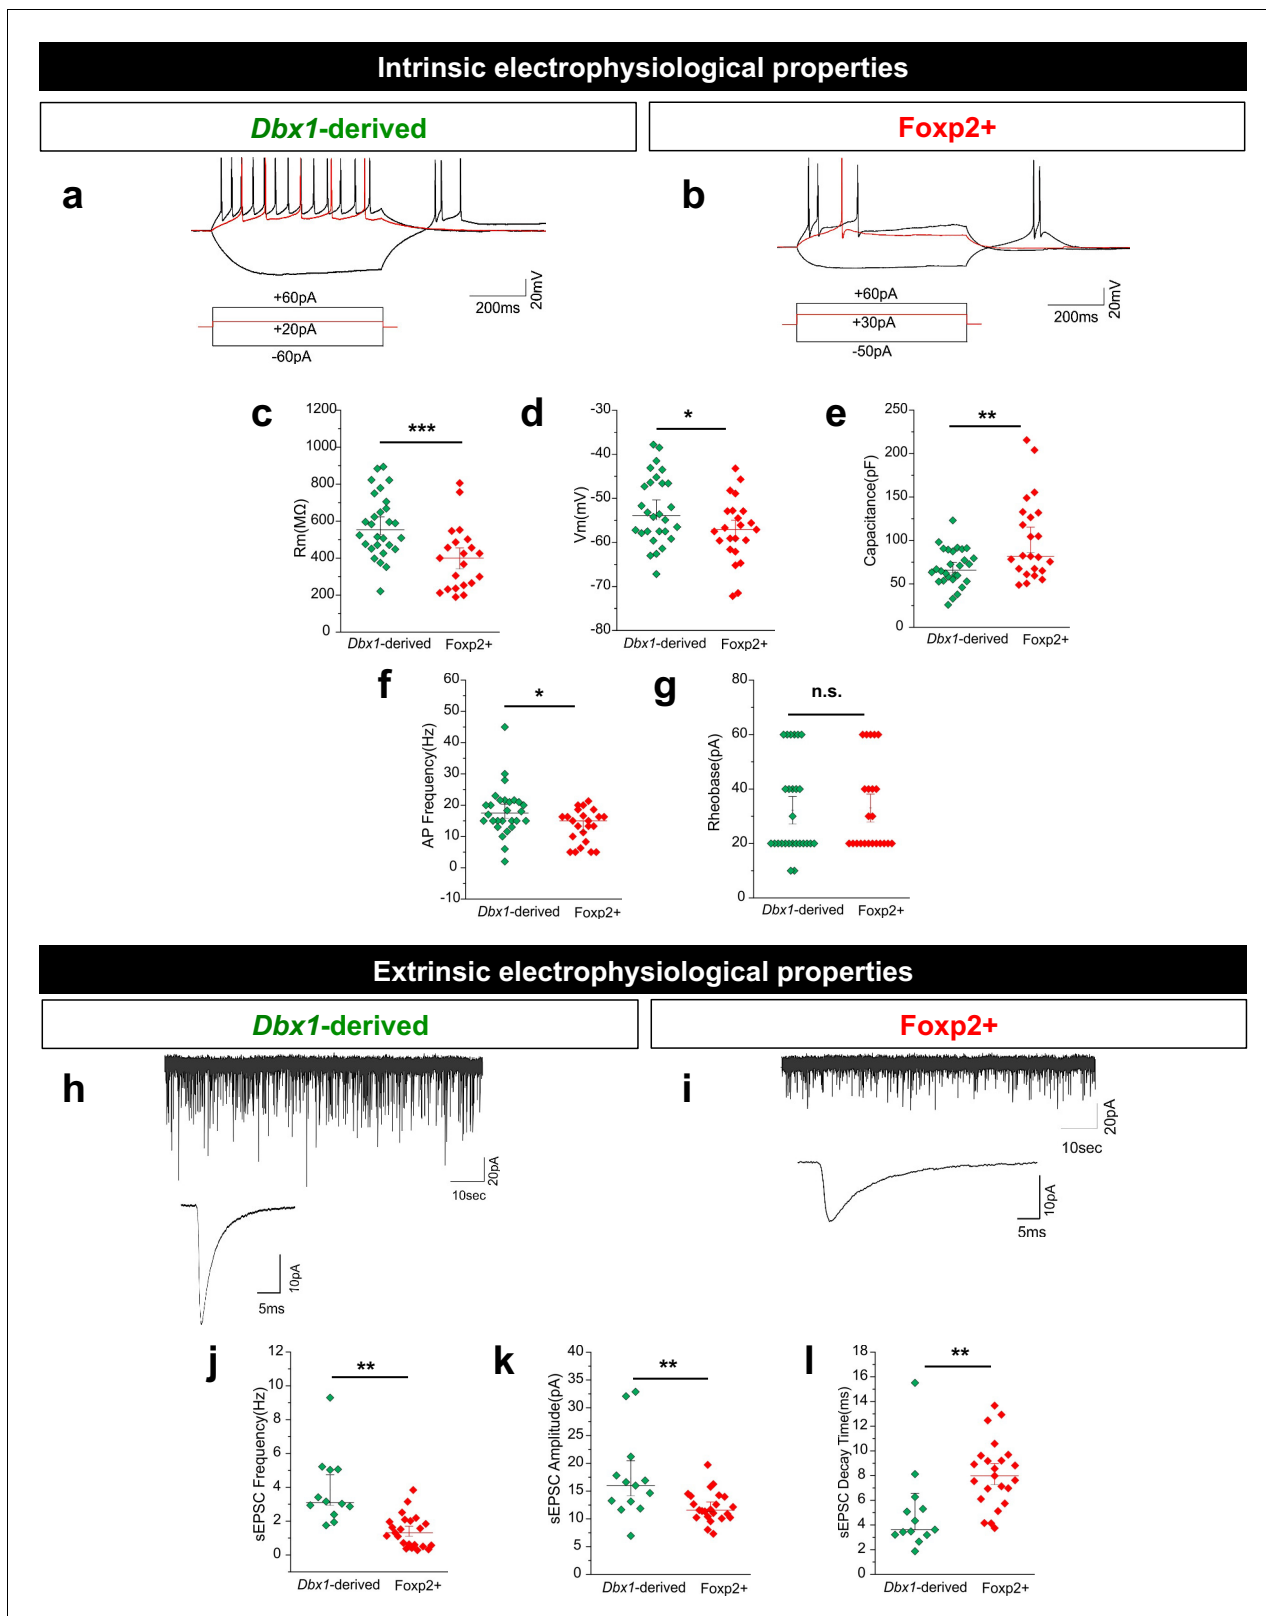 Intrinsic electrophysiological properties
Dbx1-derived
Foxp2+
a
b
+60pA
+20pA
-60pA
200ms
20mV
+60pA
+30pA
-50pA
200ms
20mV
c
1200
1000
800
600
400
200
0
Rm(MΩ)
***
Dbx1-derived
Foxp2+
d
-30
-40
-50
-60
-70
-80
Vm(mV)
*
Dbx1-derived
Foxp2+
e
250
200
150
100
50
0
Capacitance(pF)
**
Dbx1-derived
Foxp2+
f
60
50
40
30
20
10
0
-10
AP Frequency(Hz)
*
Dbx1-derived
Foxp2+
g
80
60
40
20
0
Rheobase(pA)
n.s.
Dbx1-derived
Foxp2+
Extrinsic electrophysiological properties
Dbx1-derived
Foxp2+
h
20pA
10sec
10pA
5ms
i
20pA
10sec
10pA
5ms
j
12
10
8
6
4
2
0
sEPSC Frequency(Hz)
**
Dbx1-derived
Foxp2+
k
40
35
30
25
20
15
10
5
0
sEPSC Amplitude(pA)
**
Dbx1-derived
Foxp2+
l
18
16
14
12
10
8
6
4
2
0
sEPSC Decay Time(ms)
**
Dbx1-derived
Foxp2+